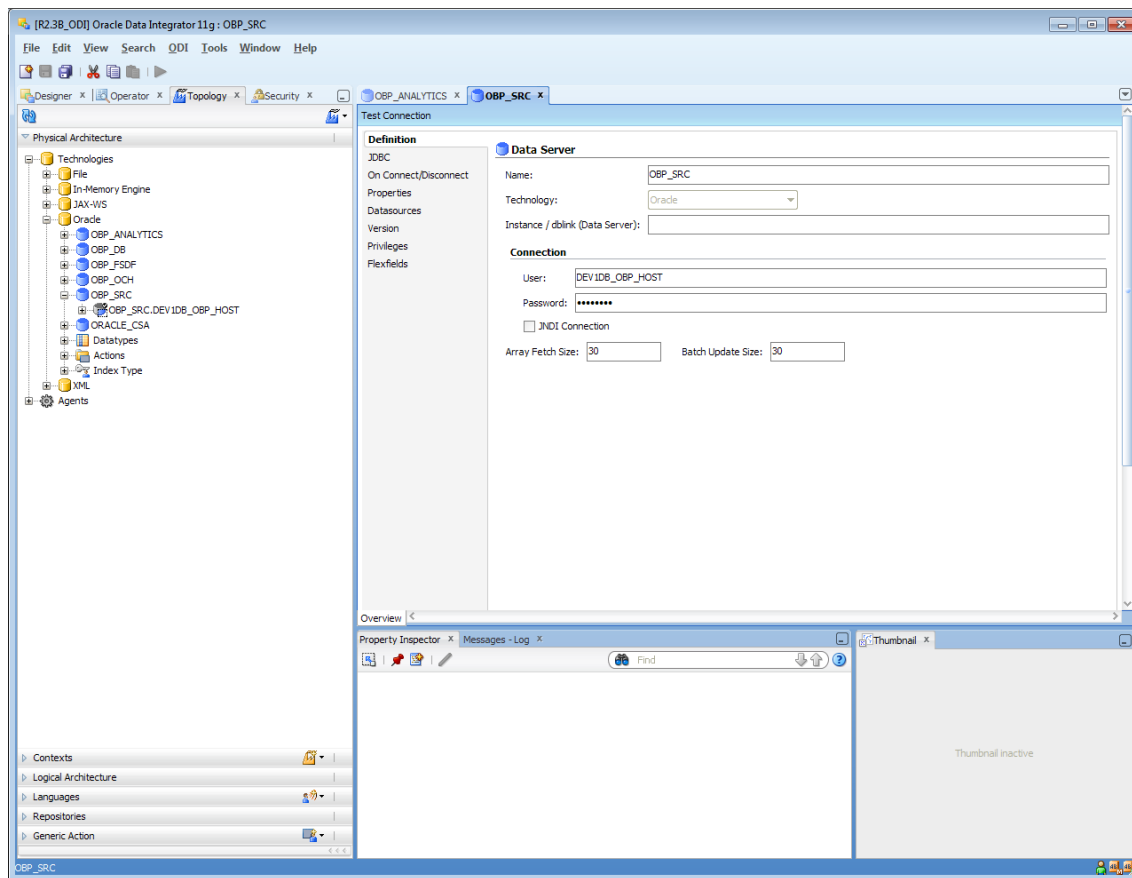 [R2.3B_ODI] Oracle Data Integrator 11g : OBP_SRC
File Edit View Search ODI Tools Window Help
Designer x Operator x Topology x Security x
OBP_ANALYTICS x OBP_SRC x
Test Connection
Physical Architecture
Technologies
File
In-Memory Engine
JAX-WS
Oracle
OBP_ANALYTICS
OBP_DB
OBP_FSDF
OBP_OCH
OBP_SRC
OBP_SRC.DEV1DB_OBP_HOST
ORACLE_CSA
Datatypes
Actions
Index Type
XML
Agents
Contexts
Logical Architecture
Languages
Repositories
Generic Action
Definition
JDBC
On Connect/Disconnect
Properties
Datasources
Version
Privileges
Flexfields
Data Server
Name: OBP_SRC
Technology: Oracle
Instance / dblink (Data Server):
Connection
User: DEV1DB_OBP_HOST
Password: ••••••••
JNDI Connection
Array Fetch Size: 30 Batch Update Size: 30
Overview
Property Inspector x Messages - Log x
Find
Thumbnail x
Thumbnail inactive
OBP_SRC